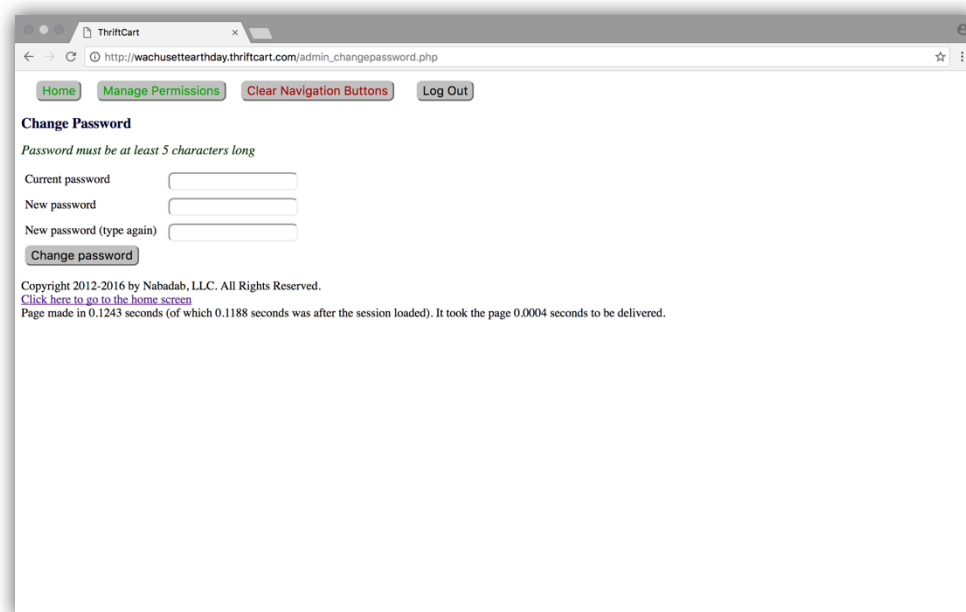 ThriftCart
http://wachusettearthday.thriftcart.com/admin_changepassword.php
Home Manage Permissions Clear Navigation Buttons Log Out
Change Password
Password must be at least 5 characters long
Current password
New password
New password (type again)
Change password
Copyright 2012-2016 by Nabadab, LLC. All Rights Reserved.
Click here to go to the home screen
Page made in 0.1243 seconds (of which 0.1188 seconds was after the session loaded). It took the page 0.0004 seconds to be delivered.